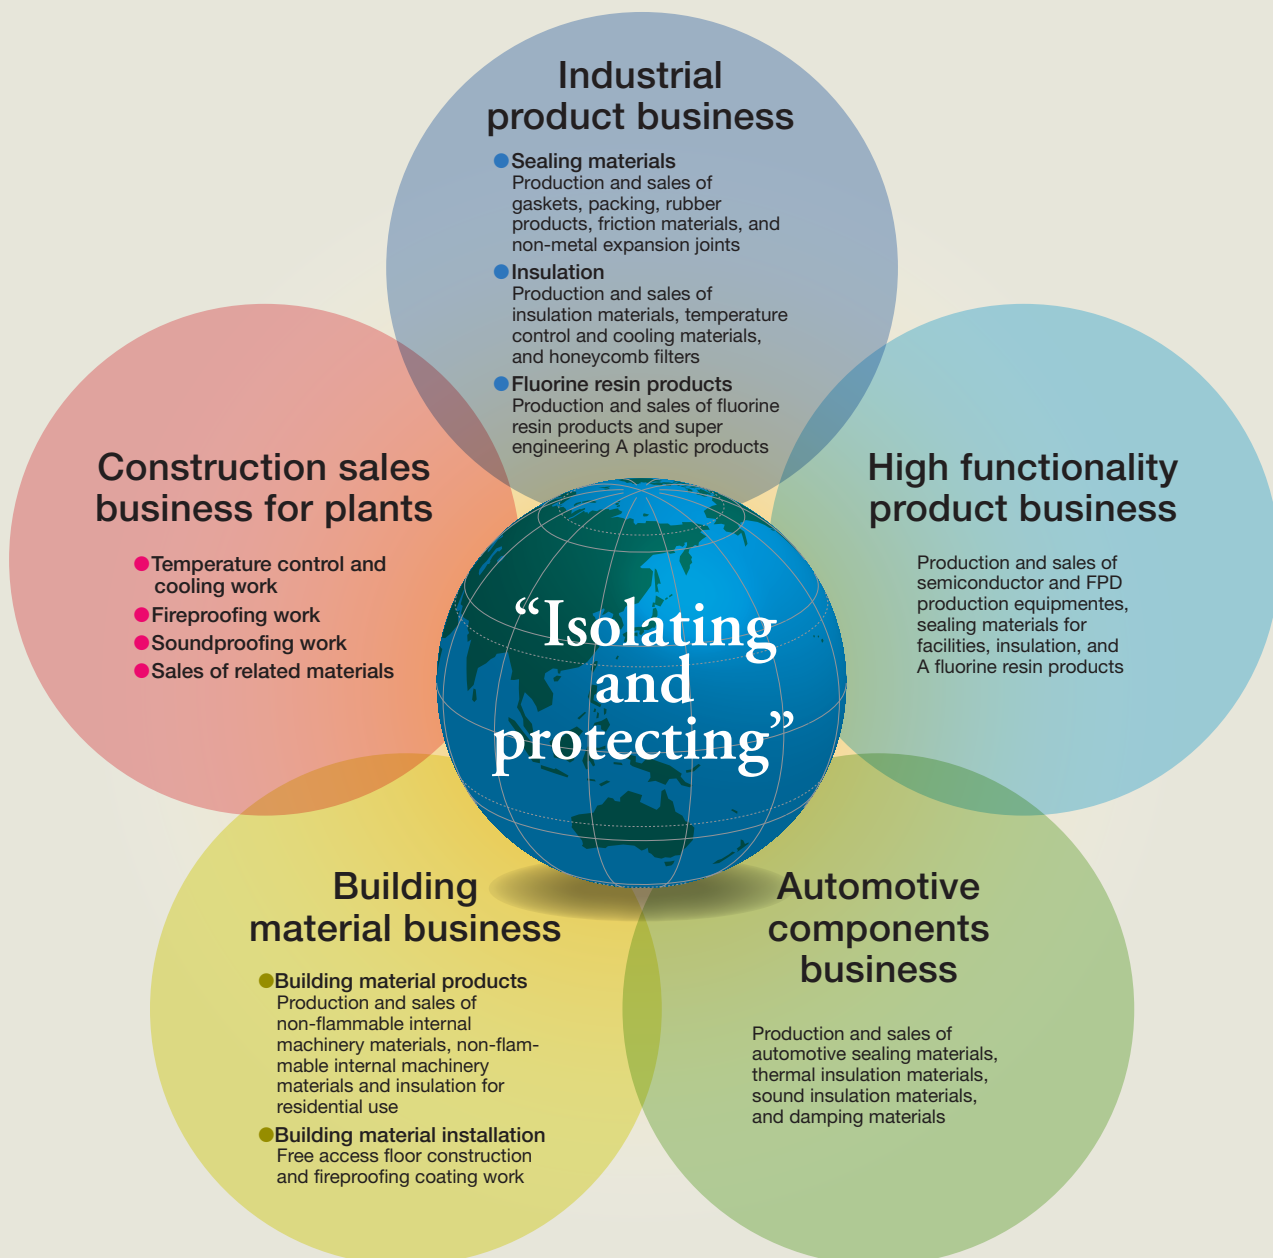 Industrial
product business
●Sealing materials
Production and sales of
gaskets, packing, rubber
products, friction materials, and
non-metal expansion joints
●Insulation
Production and sales of
insulation materials, temperature
control and cooling materials,
and honeycomb filters
●Fluorine resin products
Production and sales of fluorine
resin products and super
engineering A plastic products
Construction sales
business for plants
●Temperature control and
cooling work
●Fireproofing work
●Soundproofing work
●Sales of related materials
High functionality
product business
Production and sales of
semiconductor and FPD
production equipmentes,
sealing materials for
facilities, insulation, and
A fluorine resin products
“Isolating
and
protecting”
Building
material business
●Building material products
Production and sales of
non-flammable internal
machinery materials, non-flam-
mable internal machinery
materials and insulation for
residential use
●Building material installation
Free access floor construction
and fireproofing coating work
Automotive
components
business
Production and sales of
automotive sealing materials,
thermal insulation materials,
sound insulation materials,
and damping materials